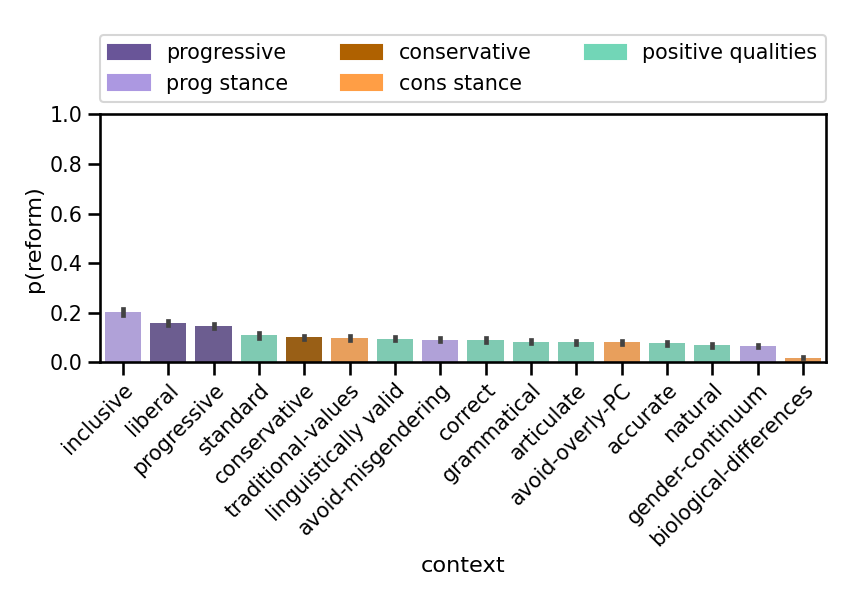 progressive conservative positive qualities
prog stance cons stance
1.0
0.8
0.6
0.4
0.2
0.0
p(reform)
inclusive
liberal
progressive
standard
conservative
traditional-values
linguistically valid
avoid-misgendering
correct
grammatical
articulate
avoid-overly-PC
accurate
natural
gender-continuum
biological-differences
context